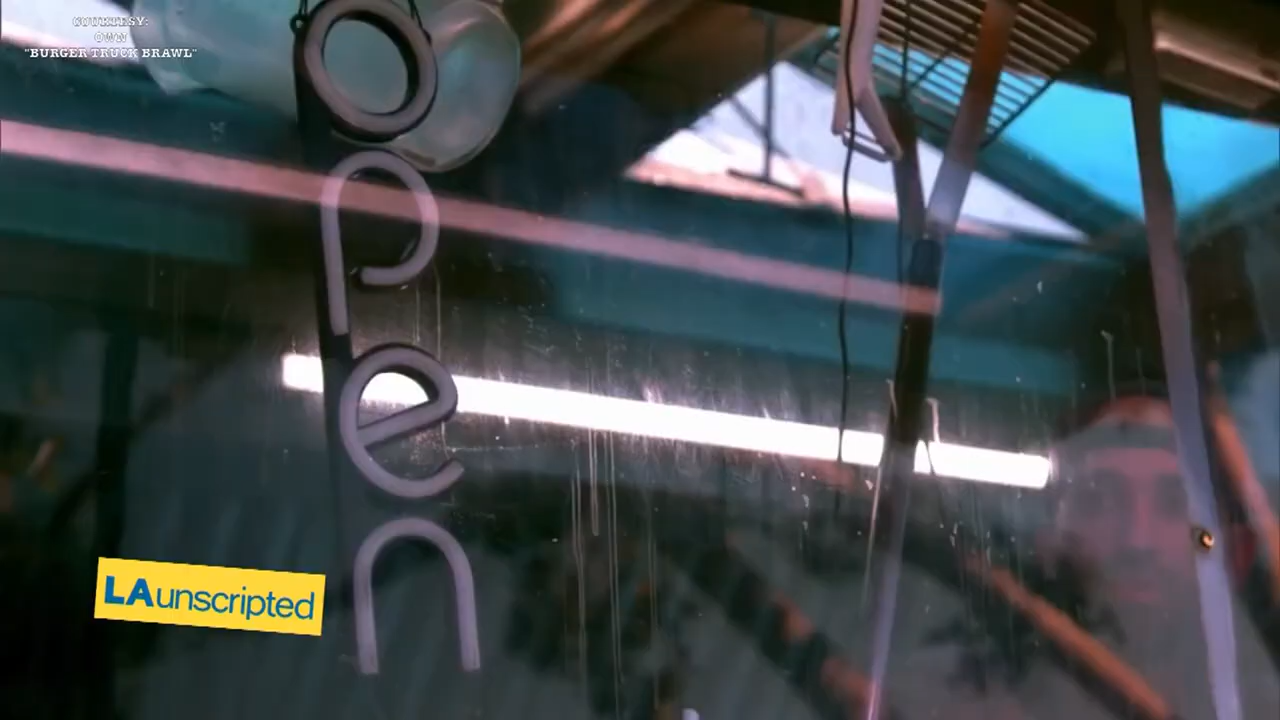 COURTESY:
OWN
"BURGER TRUCK BRAWL"
open
LAunscripted